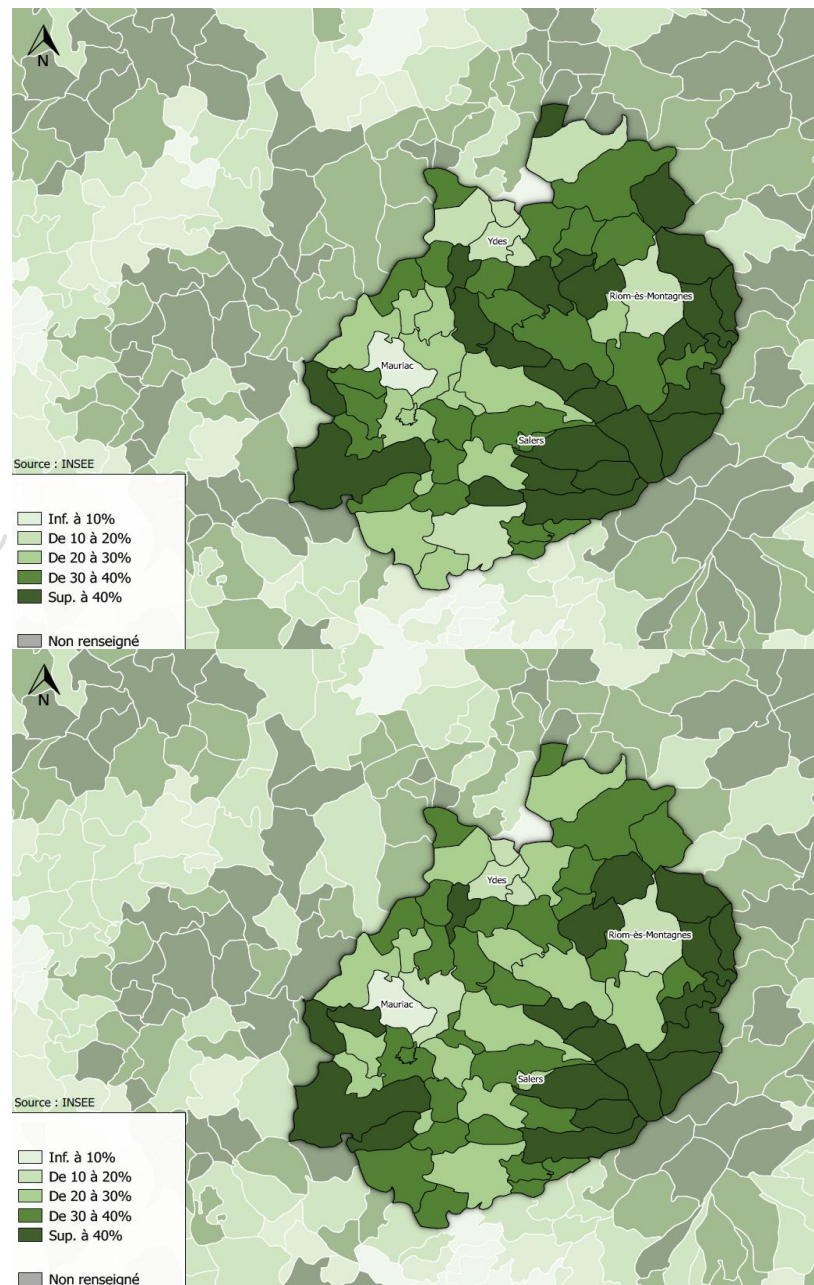 N
Ydes
Riom-ès-Montagnes
Mauriac
Salers
Source : INSEE
Inf. à 10%
De 10 à 20%
De 20 à 30%
De 30 à 40%
Sup. à 40%
Non renseigné
N
Ydes
Riom-ès-Montagnes
Mauriac
Salers
Source : INSEE
Inf. à 10%
De 10 à 20%
De 20 à 30%
De 30 à 40%
Sup. à 40%
Non renseigné